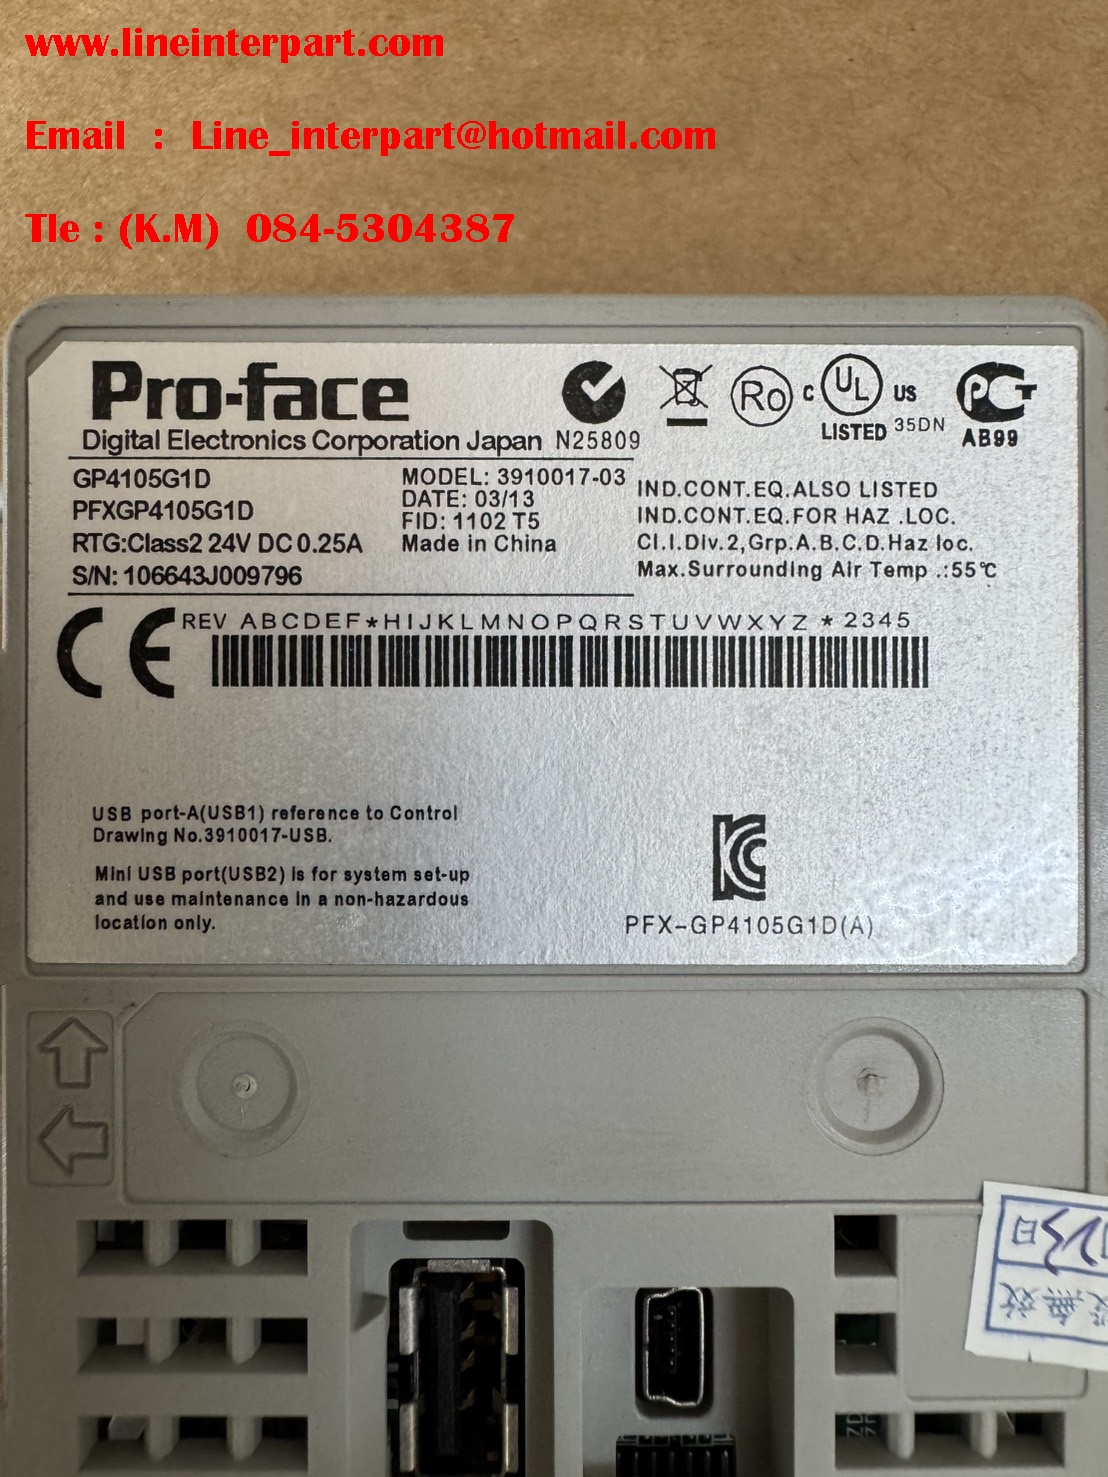 www.lineinterpart.com
Email : Line_interpart@hotmail.com
Tle : (K.M) 084-5304387
Pro-face
Digital Electronics Corporation Japan
N25809
Ro
C UL US
LISTED 35DN
PCT
AB99
GP4105G1D
PFXGP4105G1D
RTG:Class2 24V DC 0.25A
S/N: 106643J009796
MODEL: 3910017-03
DATE: 03/13
FID: 1102 T5
Made in China
IND.CONT.EQ.ALSO LISTED
IND.CONT.EQ.FOR HAZ .LOC.
Cl.I.Div.2,Grp.A.B.C.D.Haz loc.
Max.Surrounding Air Temp .:55℃
CE
REV ABCDEF*HIJKLMNOPQRSTUVWXYZ*2345
USB port-A(USB1) reference to Control
Drawing No.3910017-USB.
Mini USB port(USB2) is for system set-up
and use maintenance in a non-hazardous
location only.
KC
PFX-GP4105G1D(A)